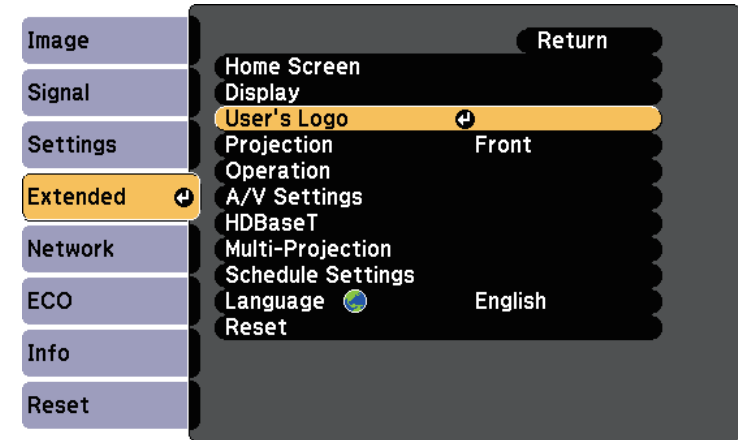 Image
Signal
Settings
Extended
Network
ECO
Info
Reset
Return
Home Screen
Display
User's Logo
Projection Front
Operation
A/V Settings
HDBaseT
Multi-Projection
Schedule Settings
Language English
Reset